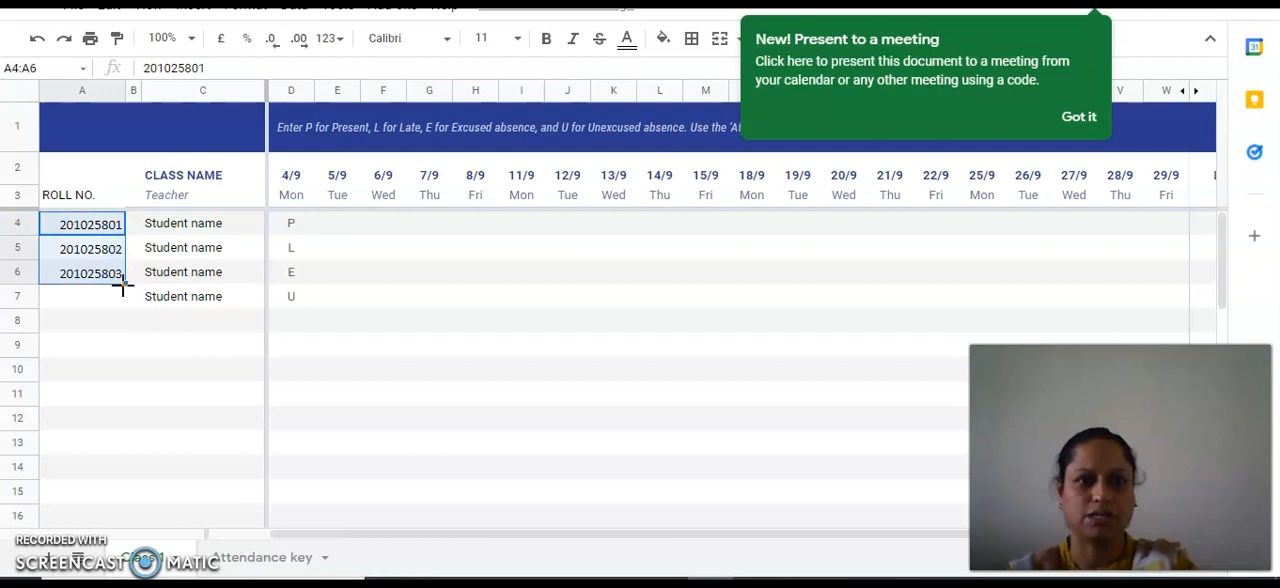 100%
£
%
.0
.00
123
Calibri
11
B
I
S
A
New! Present to a meeting
Click here to present this document to a meeting from
your calendar or any other meeting using a code.
Got it
31
A4:A6
fx
201025801
A B C D E F G H I J K L M V W
1
Enter P for Present, L for Late, E for Excused absence, and U for Unexcused absence. Use the
2 CLASS NAME 4/9 5/9 6/9 7/9 8/9 11/9 12/9 13/9 14/9 15/9 18/9 19/9 20/9 21/9 22/9 25/9 26/9 27/9 28/9 29/9
3 ROLL NO. Teacher Mon Tue Wed Thu Fri Mon Tue Wed Thu Fri Mon Tue Wed Thu Fri Mon Tue Wed Thu Fri
4 201025801 Student name P
5 201025802 Student name L
6 201025803 Student name E
7 Student name U
8
9
10
11
12
13
14
15
16
RECORDED WITH
SCREENCAST MATIC
Attendance key